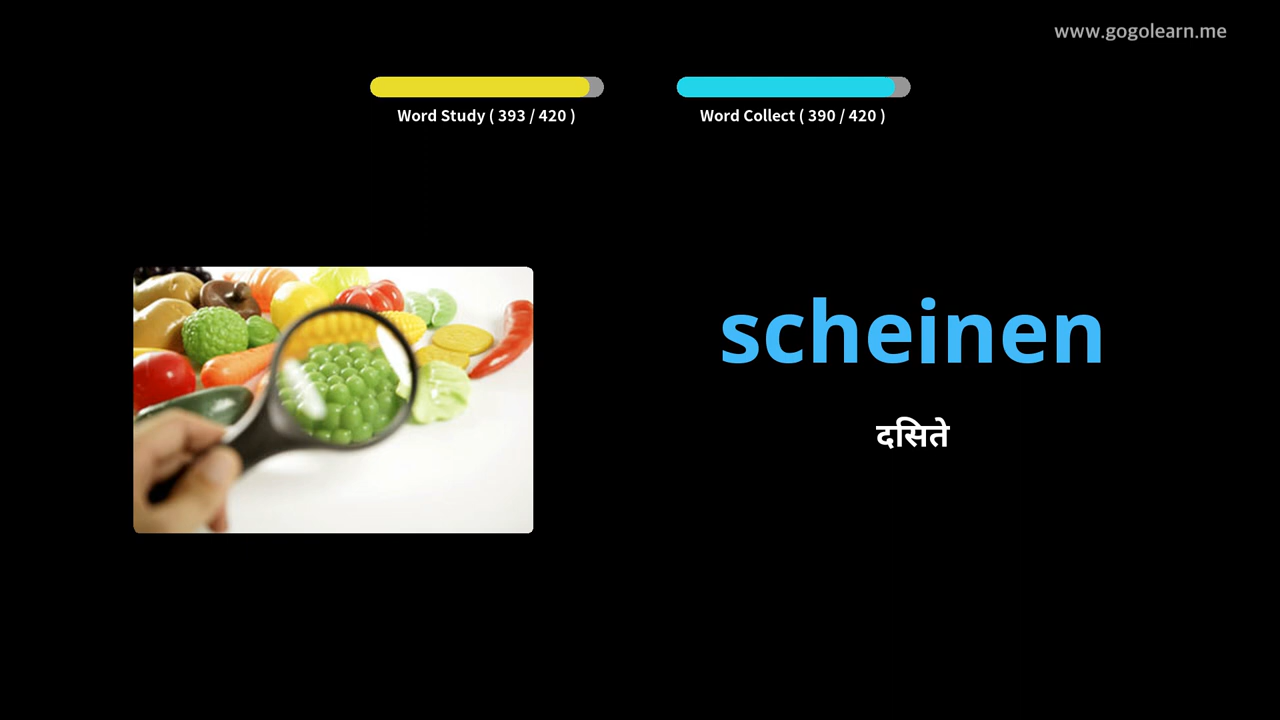 www.gogolearn.me
Word Study ( 393 / 420 )
Word Collect ( 390 / 420 )
scheinen
दसिते